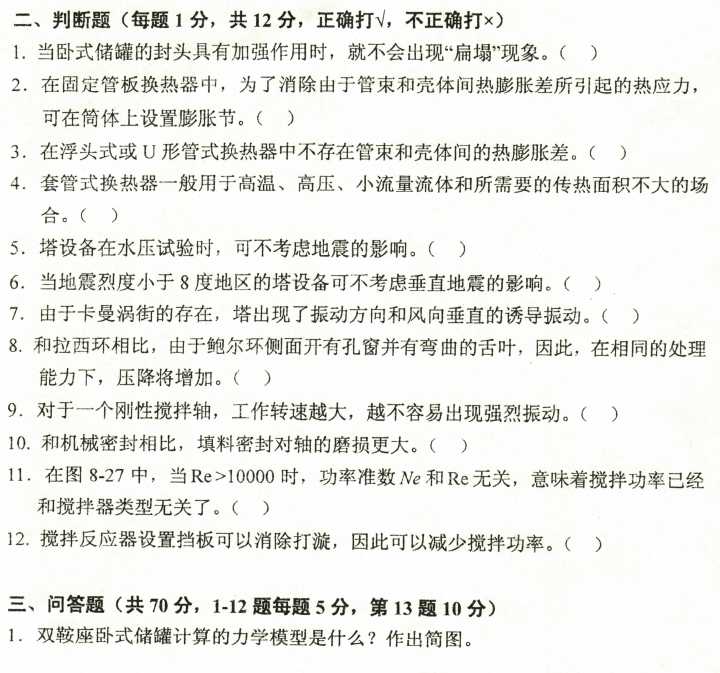 二、判断题（每题 1 分，共 12 分，正确打√，不正确打×）
1. 当卧式储罐的封头具有加强作用时，就不会出现“扁塌”现象。（　）
2．在固定管板换热器中，为了消除由于管束和壳体间热膨胀差所引起的热应力，
可在筒体上设置膨胀节。（　）
3．在浮头式或 U 形管式换热器中不存在管束和壳体间的热膨胀差。（　）
4．套管式换热器一般用于高温、高压、小流量流体和所需要的传热面积不大的场
合。（　）
5．塔设备在水压试验时，可不考虑地震的影响。（　）
6．当地震烈度小于 8 度地区的塔设备可不考虑垂直地震的影响。（　）
7．由于卡曼涡街的存在，塔出现了振动方向和风向垂直的诱导振动。（　）
8. 和拉西环相比，由于鲍尔环侧面开有孔窗并有弯曲的舌叶，因此，在相同的处理
能力下，压降将增加。（　）
9．对于一个刚性搅拌轴，工作转速越大，越不容易出现强烈振动。（　）
10. 和机械密封相比，填料密封对轴的磨损更大。（　）
11．在图 8-27 中，当 Re>10000 时，功率准数 Ne 和 Re 无关，意味着搅拌功率已经
和搅拌器类型无关了。（　）
12. 搅拌反应器设置挡板可以消除打漩，因此可以减少搅拌功率。（　）
三、问答题（共 70 分，1-12 题每题 5 分，第 13 题 10 分）
1．双鞍座卧式储罐计算的力学模型是什么？作出简图。